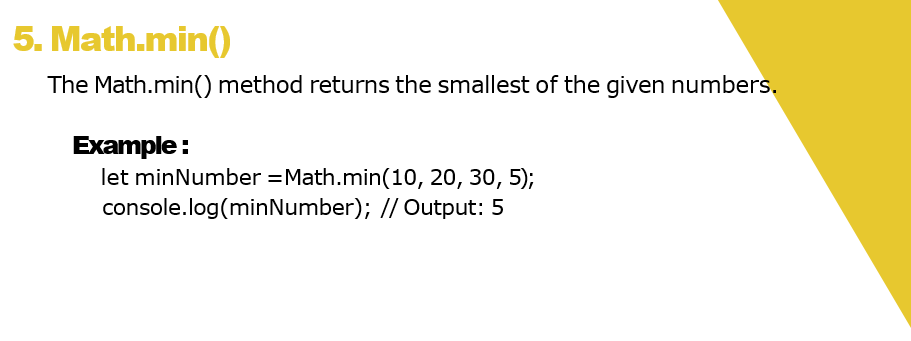 5. Math.min()
The Math.min() method returns the smallest of the given numbers.
Example :
let minNumber =Math.min(10, 20, 30, 5);
console.log(minNumber); // Output: 5